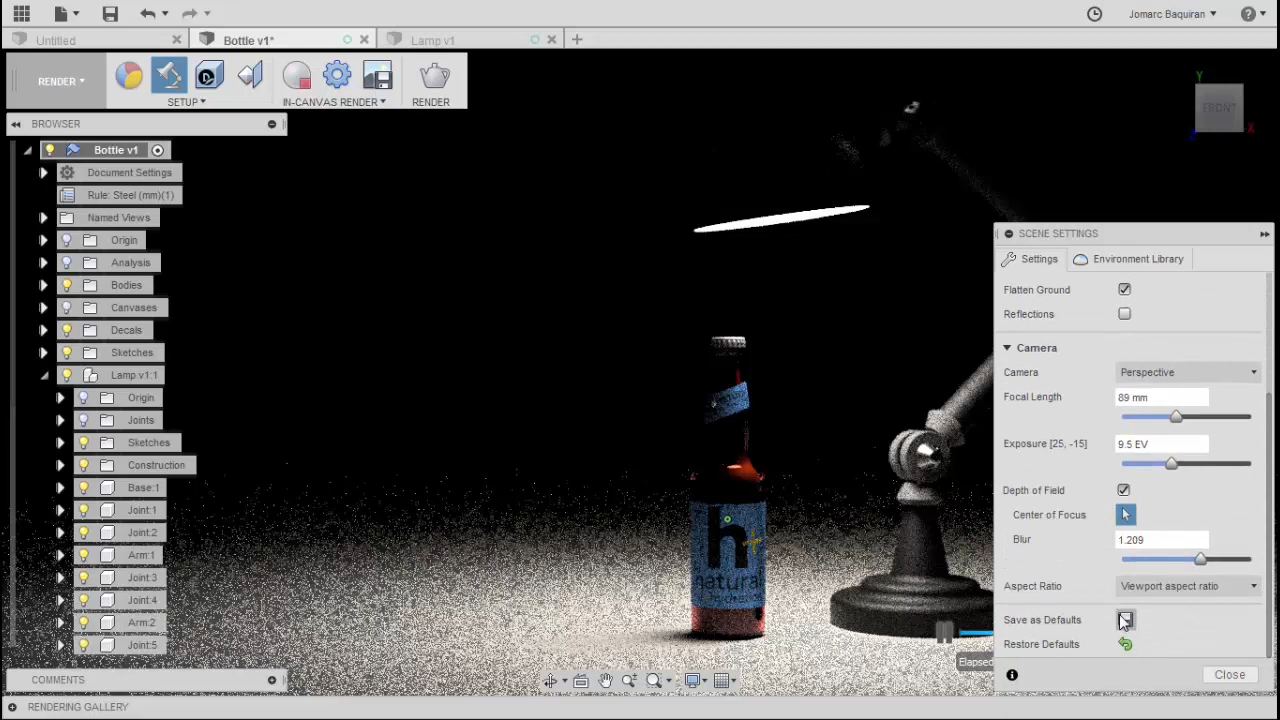 Jomarc Baquiran
Untitled
Bottle v1*
Lamp v1
RENDER
SETUP
IN-CANVAS RENDER
RENDER
BROWSER
Bottle v1
Document Settings
Rule: Steel (mm)(1)
Named Views
Origin
Analysis
Bodies
Canvases
Decals
Sketches
Lamp v1:1
Origin
Joints
Sketches
Construction
Base:1
Joint:1
Joint:2
Arm:1
Joint:3
Joint:4
Arm:2
Joint:5
COMMENTS
RENDERING GALLERY
Y
FRONT
X
Z
SCENE SETTINGS
Settings
Environment Library
Flatten Ground
Reflections
Camera
Camera
Perspective
Focal Length
89 mm
Exposure [25, -15]
9.5 EV
Depth of Field
Center of Focus
Blur
1.209
Aspect Ratio
Viewport aspect ratio
Save as Defaults
Restore Defaults
Close
Elapsed
h+
natural